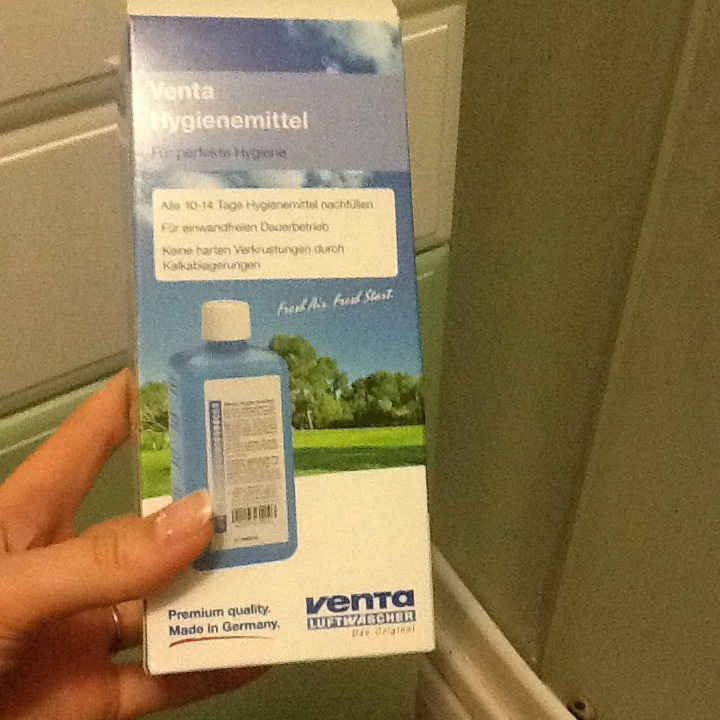 Venta
Hygienemittel
Für perfekte Hygiene
Alle 10-14 Tage Hygienemittel nachfüllen
Für einwandfreien Dauerbetrieb
Keine harten Verkrustungen durch
Kalkablagerungen
Fresh Air. Fresh Start.
Premium quality.
Made in Germany.
venta
LUFTWÄSCHER
Das Original